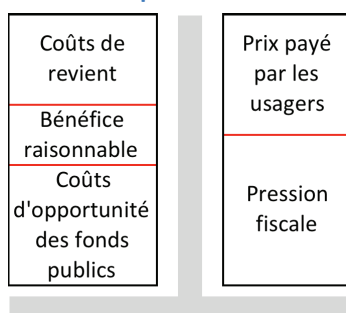 Coûts de
revient
Bénéfice
raisonnable
Coûts
d'opportunité
des fonds
publics
Prix payé
par les
usagers
Pression
fiscale